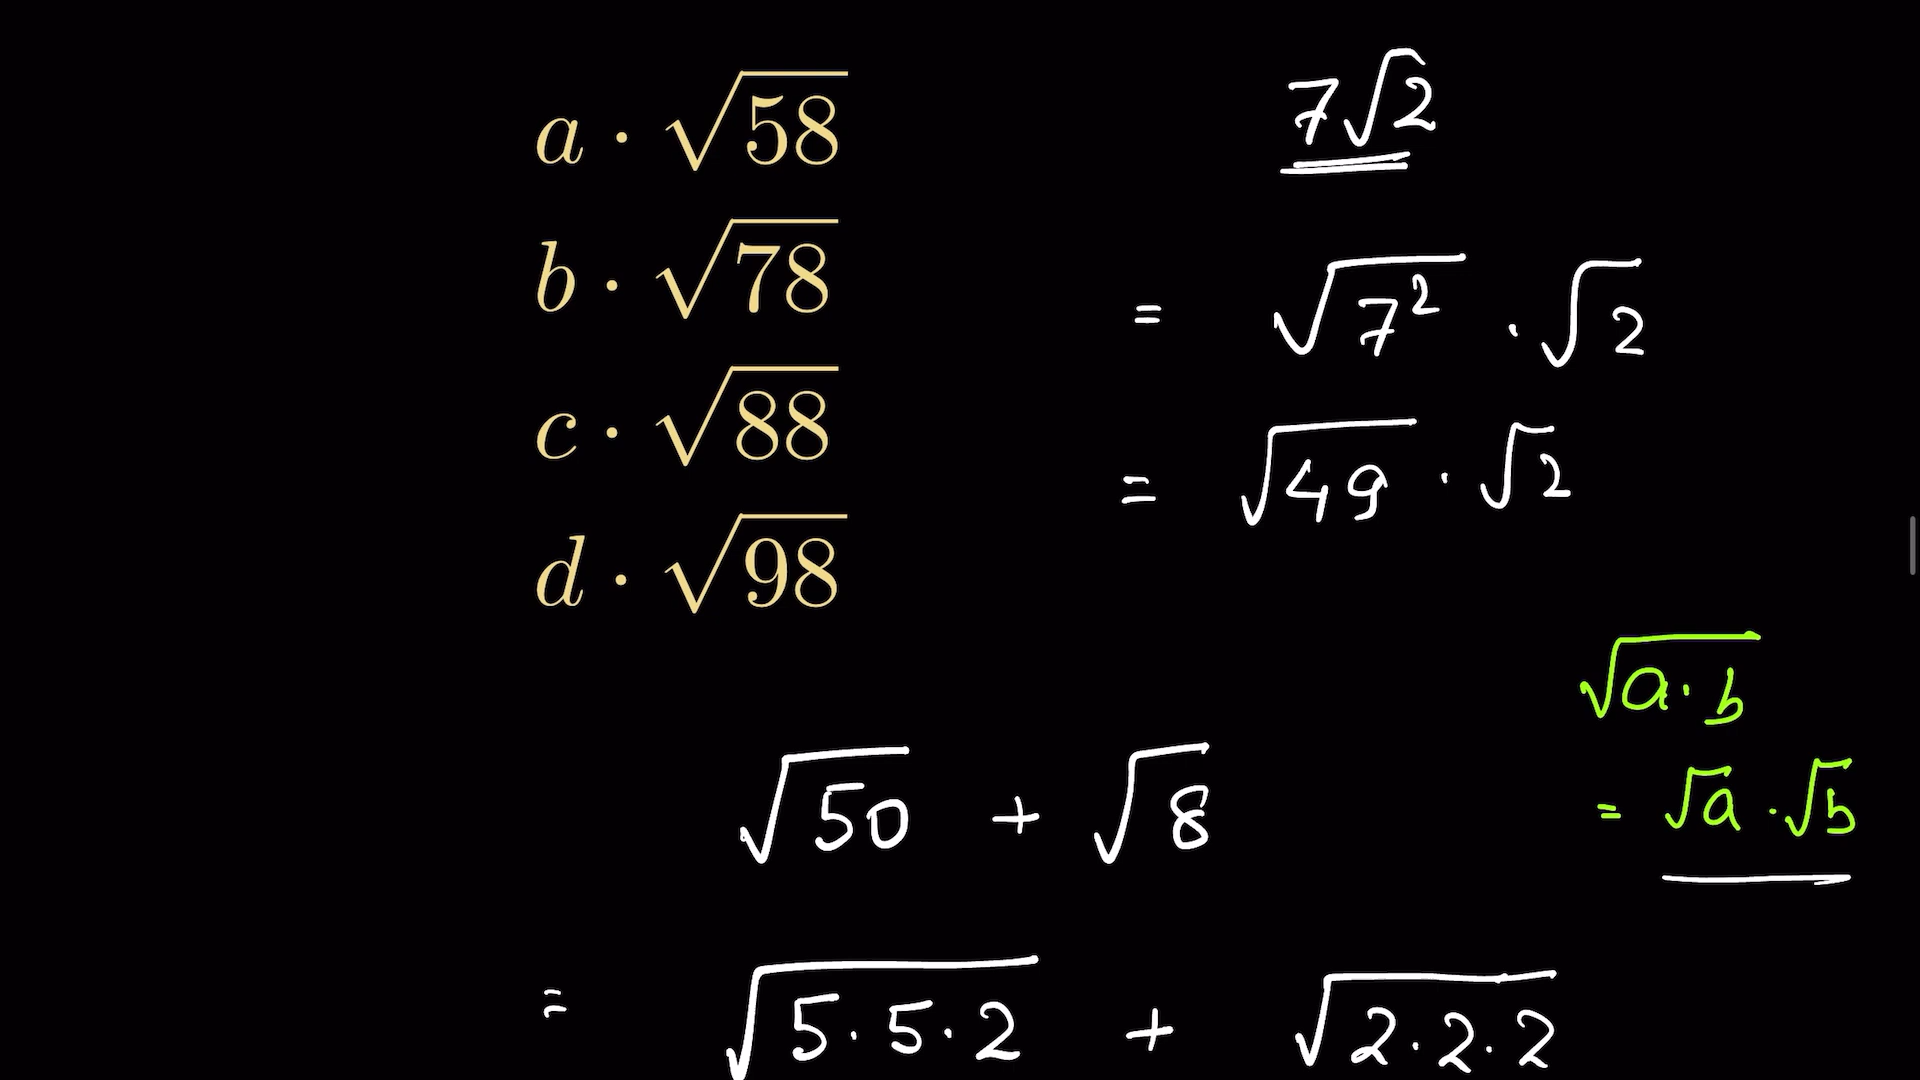 a · √58
b · √78
c · √88
d · √98
7√2
= √7² · √2
= √49 · √2
√a·b
= √a · √b
√50 + √8
= √5·5·2 + √2·2·2